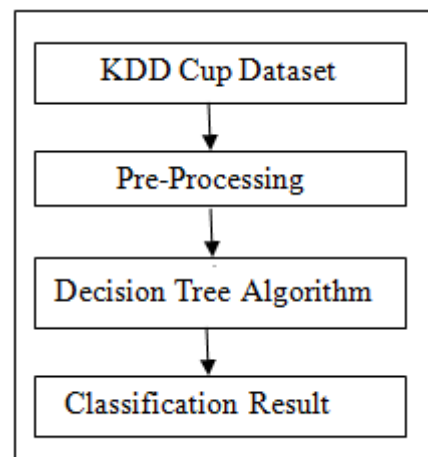 KDD Cup Dataset
Pre-Processing
Decision Tree Algorithm
Classification Result